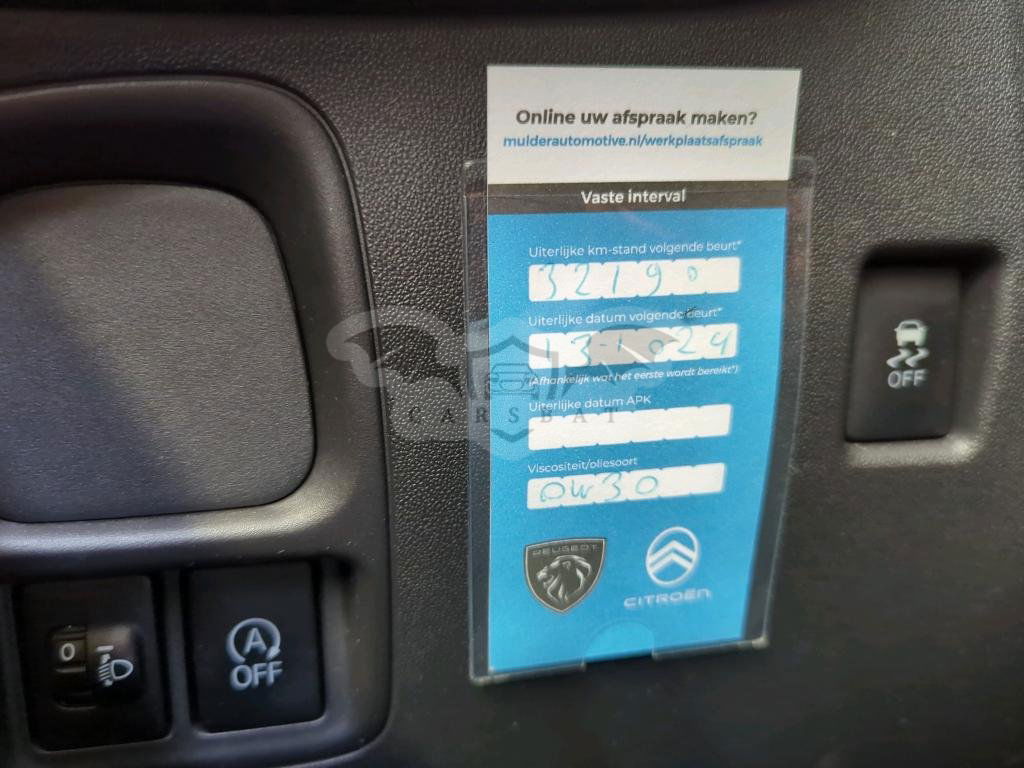 Online uw afspraak maken?
mulderautomotive.nl/werkplaatsafspraak
Vaste interval
Uiterlijke km-stand volgende beurt*
32190
Uiterlijke datum volgende beurt*
13-1024
(Afhankelijk wat het eerste wordt bereikt*)
CARSBAT
Uiterlijke datum APK
Viscositeit/oliesoort
0W30
PEUGEOT
CITROËN
OFF
0
A
OFF